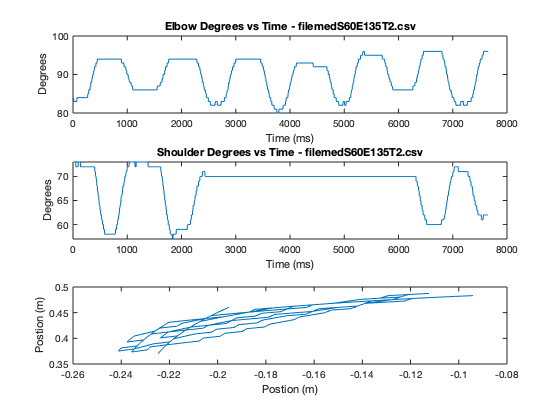 Elbow Degrees vs Time - filemedS60E135T2.csv
100
90
80
Degrees
0 1000 2000 3000 4000 5000 6000 7000 8000
Time (ms)
Shoulder Degrees vs Time - filemedS60E135T2.csv
70
65
60
Degrees
0 1000 2000 3000 4000 5000 6000 7000 8000
Time (ms)
0.5
0.45
0.4
0.35
Postion (m)
-0.26 -0.24 -0.22 -0.2 -0.18 -0.16 -0.14 -0.12 -0.1 -0.08
Postion (m)